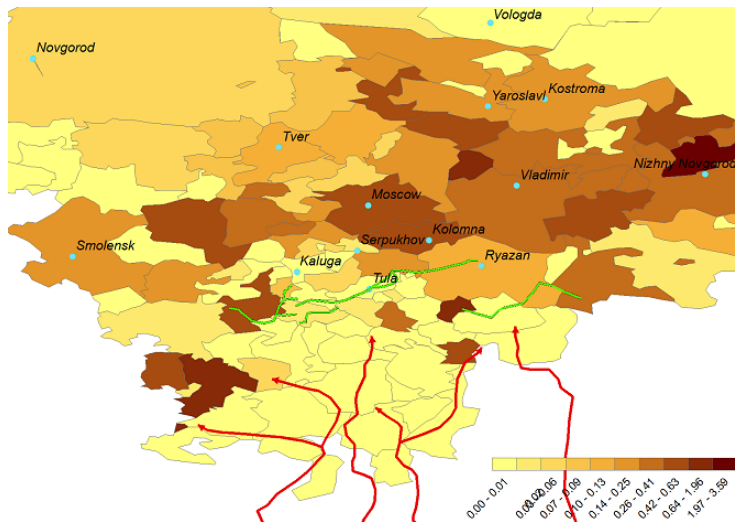 Vologda
Novgorod
Yaroslavl
Kostroma
Tver
Nizhny Novgorod
Vladimir
Moscow
Kolomna
Serpukhov
Smolensk
Kaluga
Ryazan
Tula
0.00 - 0.01
0.07 - 0.09
0.10 - 0.13
0.14 - 0.25
0.26 - 0.41
0.42 - 0.63
0.64 - 1.96
1.97 - 3.59